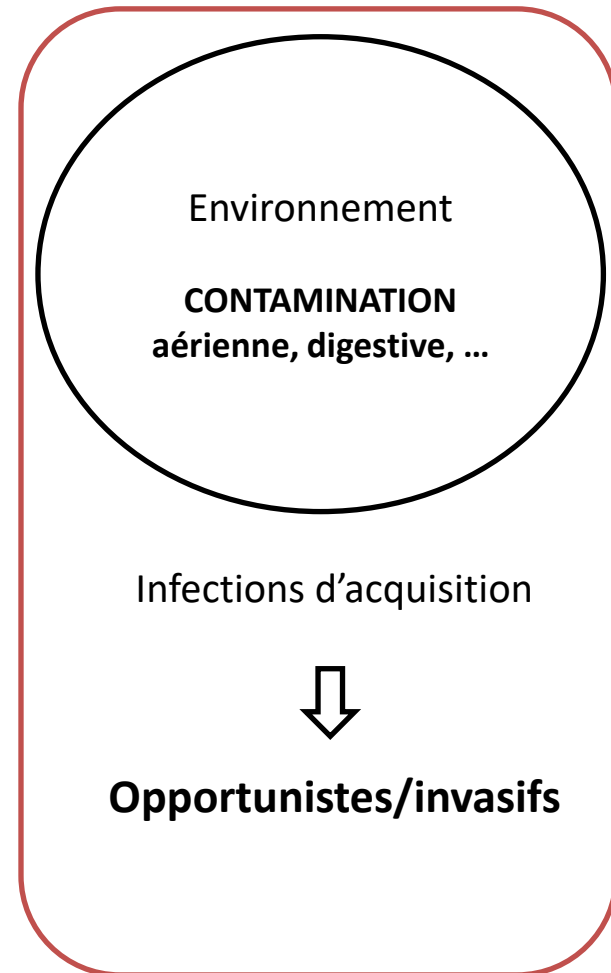 Environnement
CONTAMINATION
aérienne, digestive, ...
Infections d’acquisition
Opportunistes/invasifs